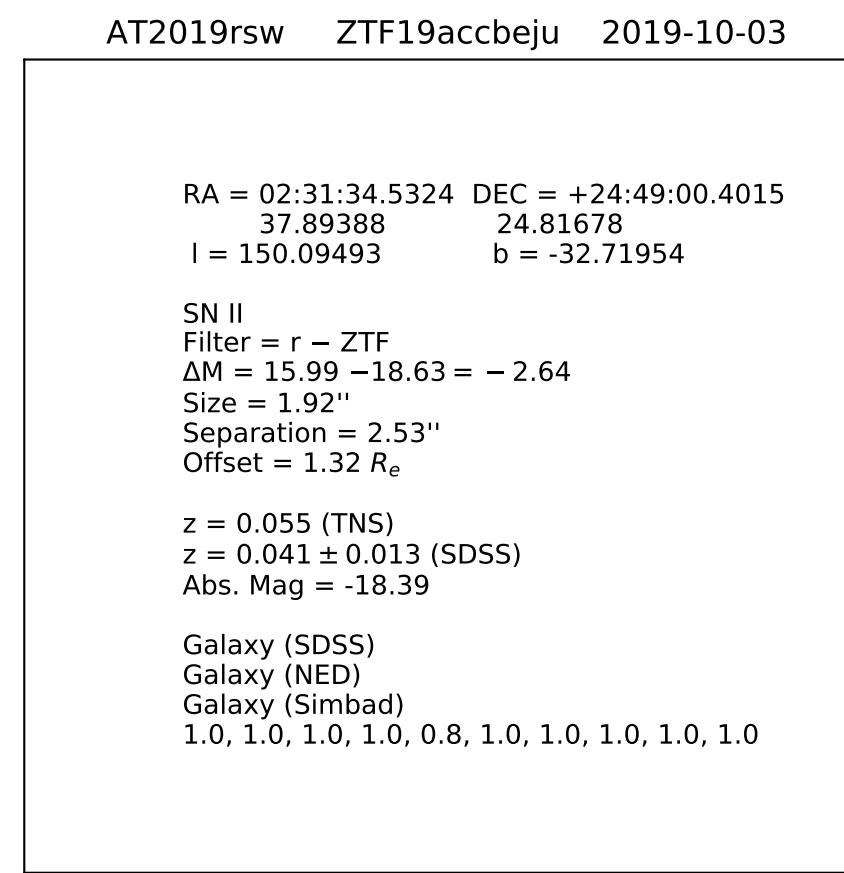 AT2019rsw ZTF19accbeju 2019-10-03
RA = 02:31:34.5324 DEC = +24:49:00.4015
37.89388 24.81678
l = 150.09493 b = -32.71954
SN II
Filter = r − ZTF
ΔM = 15.99 −18.63 = − 2.64
Size = 1.92''
Separation = 2.53''
Offset = 1.32 Re
z = 0.055 (TNS)
z = 0.041 ± 0.013 (SDSS)
Abs. Mag = -18.39
Galaxy (SDSS)
Galaxy (NED)
Galaxy (Simbad)
1.0, 1.0, 1.0, 1.0, 0.8, 1.0, 1.0, 1.0, 1.0, 1.0